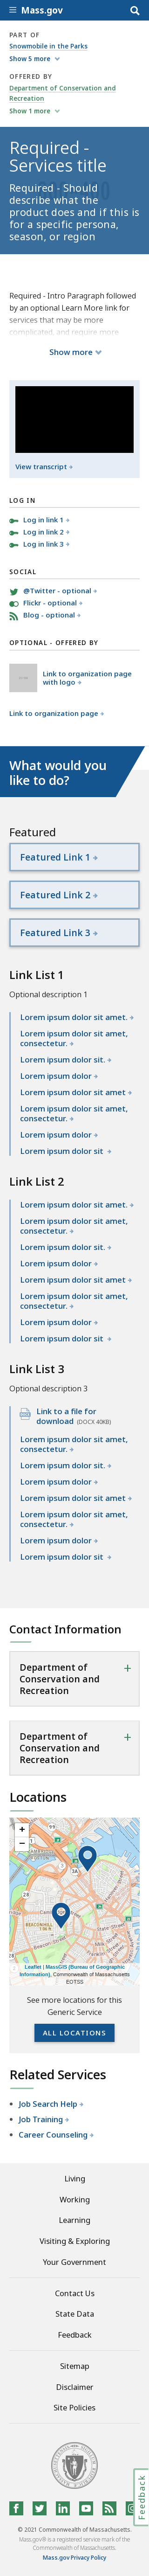 Mass.gov
PART OF
Snowmobile in the Parks
Show 5 more
OFFERED BY
Department of Conservation and
Recreation
Show 1 more
Required -
Services title
Required - Should
describe what the
product does and if this is
for a specific persona,
season, or region
Required - Intro Paragraph followed
by an optional Learn more link for
services that may be more
complicated, and require more
Show more
View transcript
LOG IN
Log in link 1
Log in link 2
Log in link 3
SOCIAL
@Twitter - optional
Flickr - optional
Blog - optional
OPTIONAL - OFFERED BY
Link to organization page
with logo
Link to organization page
What would you
like to do?
Featured
Featured Link 1
Featured Link 2
Featured Link 3
Link List 1
Optional description 1
Lorem ipsum dolor sit amet.
Lorem ipsum dolor sit amet,
consectetur.
Lorem ipsum dolor sit.
Lorem ipsum dolor
Lorem ipsum dolor sit amet
Lorem ipsum dolor sit amet,
consectetur.
Lorem ipsum dolor
Lorem ipsum dolor sit
Link List 2
Lorem ipsum dolor sit amet.
Lorem ipsum dolor sit amet,
consectetur.
Lorem ipsum dolor sit.
Lorem ipsum dolor
Lorem ipsum dolor sit amet
Lorem ipsum dolor sit amet,
consectetur.
Lorem ipsum dolor
Lorem ipsum dolor sit
Link List 3
Optional description 3
Link to a file for
download (DOCX 40KB)
Lorem ipsum dolor sit amet,
consectetur.
Lorem ipsum dolor sit.
Lorem ipsum dolor
Lorem ipsum dolor sit amet
Lorem ipsum dolor sit amet,
consectetur.
Lorem ipsum dolor
Lorem ipsum dolor sit
Contact Information
Department of
Conservation and
Recreation
+
Department of
Conservation and
Recreation
+
Locations
+
−
Leaflet | MassGIS (Bureau of Geographic
Information), Commonwealth of Massachusetts
EOTSS
See more locations for this
Generic Service
ALL LOCATIONS
Related Services
Job Search Help
Job Training
Career Counseling
Living
Working
Learning
Visiting & Exploring
Your Government
Contact Us
State Data
Feedback
Sitemap
Disclaimer
Site Policies
Feedback
© 2021 Commonwealth of Massachusetts.
Mass.gov® is a registered service mark of the
Commonwealth of Massachusetts.
Mass.gov Privacy Policy